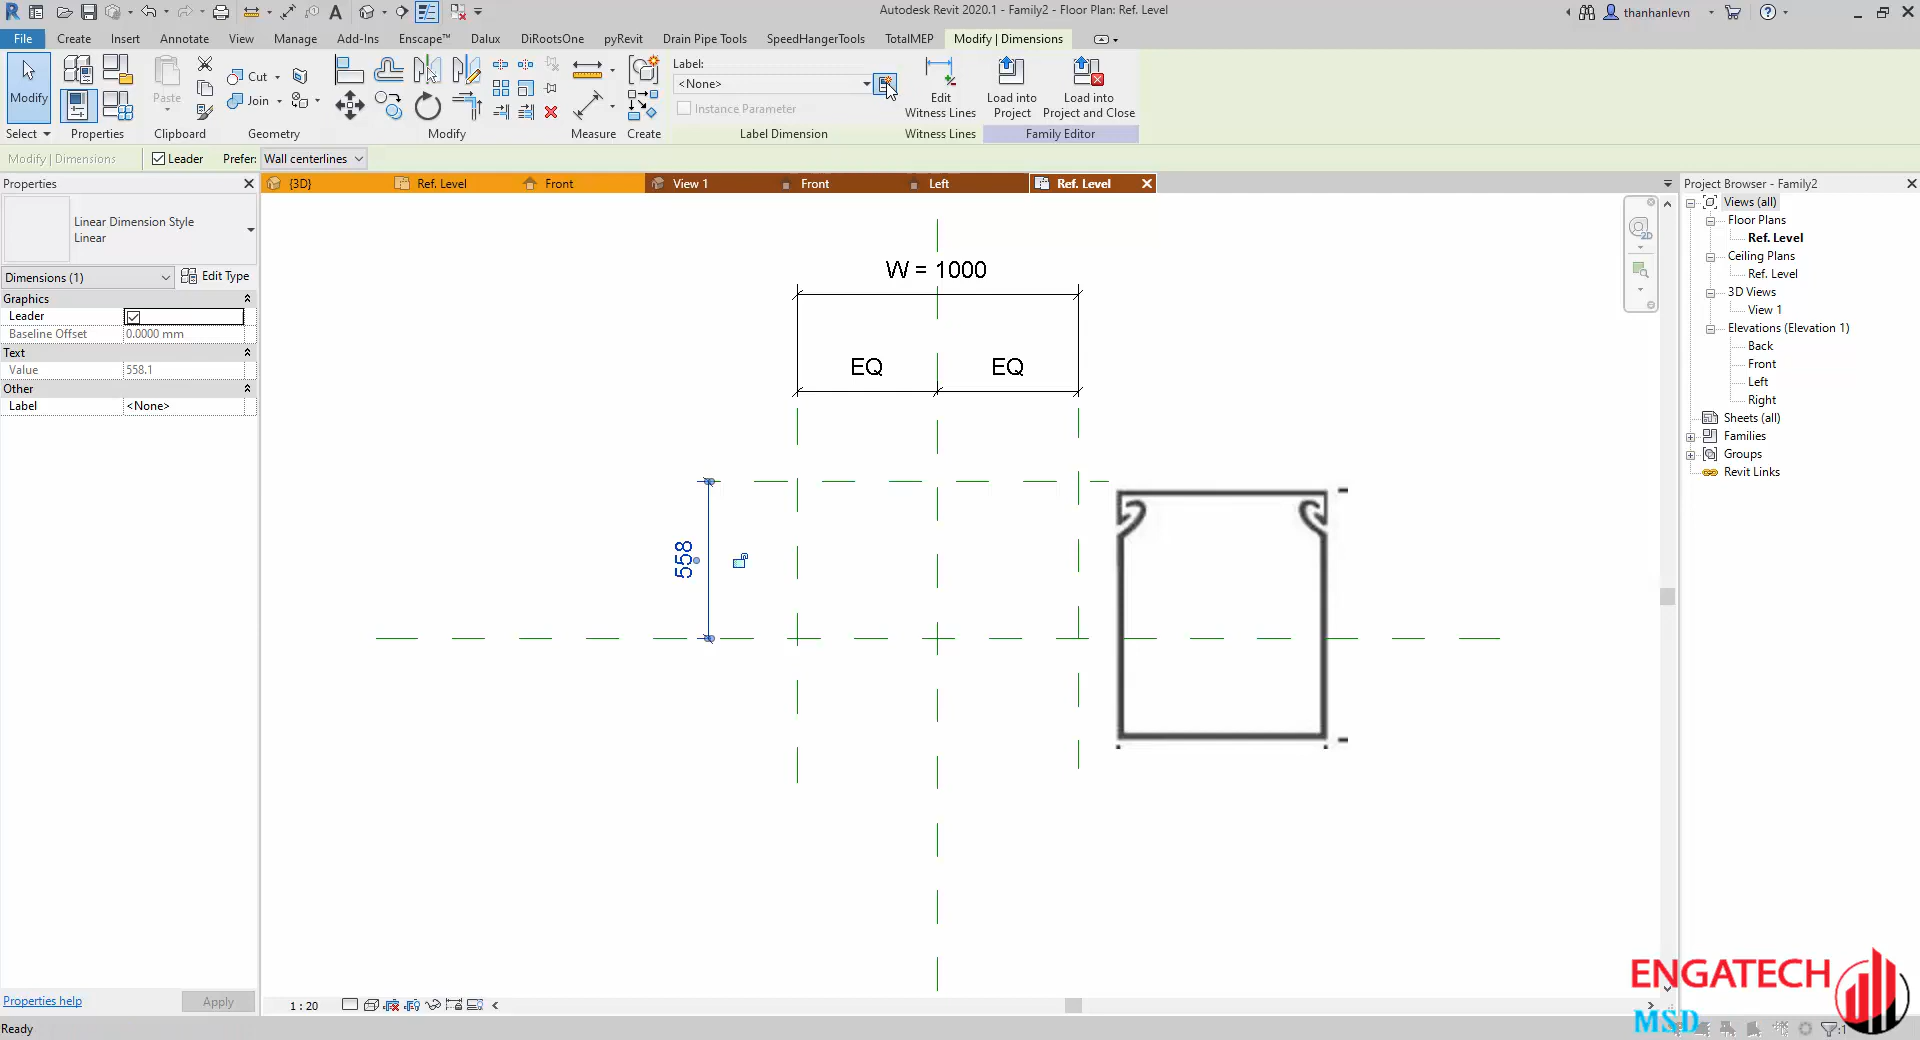 Autodesk Revit 2020.1 - Family2 - Floor Plan: Ref. Level
thanhanlevn
File Create Insert Annotate View Manage Add-Ins Enscape™ Dalux DiRootsOne pyRevit Drain Pipe Tools SpeedHangerTools TotalMEP Modify | Dimensions
Modify
Paste
Cut
Join
Label:
<None>
Instance Parameter
Edit
Witness Lines
Load into
Project
Load into
Project and Close
Select Properties Clipboard Geometry Modify Measure Create Label Dimension Witness Lines Family Editor
Modify | Dimensions Leader Prefer: Wall centerlines
Properties
{3D} Ref. Level Front View 1 Front Left Ref. Level
Linear Dimension Style
Linear
Dimensions (1) Edit Type
Graphics
Leader
Baseline Offset 0.0000 mm
Text
Value 558.1
Other
Label <None>
Properties help Apply
W = 1000
EQ EQ
558
2D
1 : 20
Project Browser - Family2
Views (all)
Floor Plans
Ref. Level
Ceiling Plans
Ref. Level
3D Views
View 1
Elevations (Elevation 1)
Back
Front
Left
Right
Sheets (all)
Families
Groups
Revit Links
ENGATECH
MSD
Ready
:1